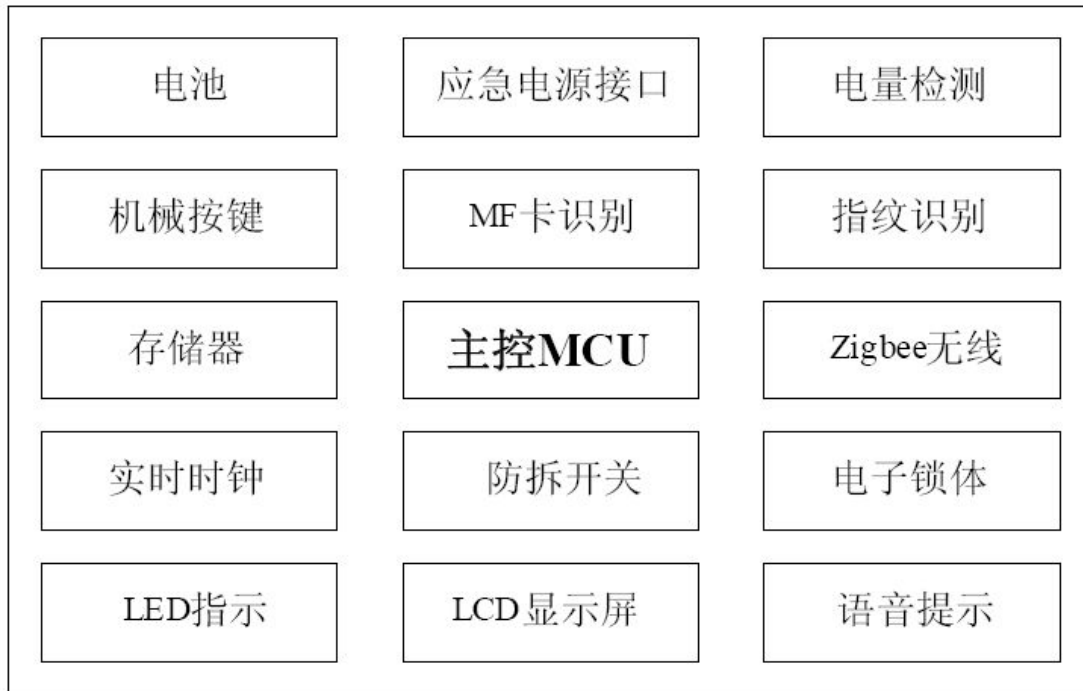 电池
应急电源接口
电量检测
机械按键
MF卡识别
指纹识别
存储器
主控MCU
Zigbee无线
实时时钟
防拆开关
电子锁体
LED指示
LCD显示屏
语音提示